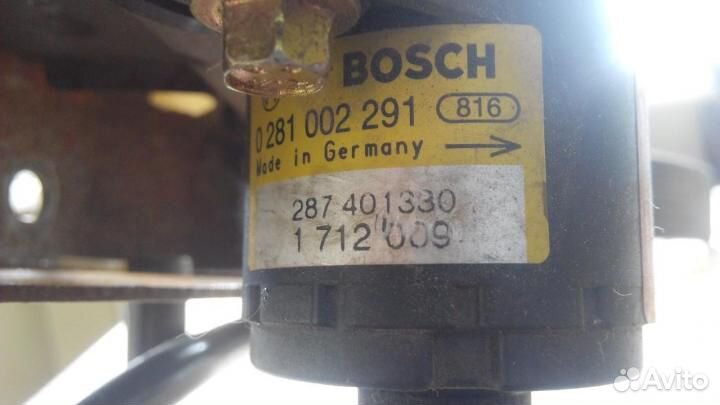 BOSCH
0 281 002 291 816
Made in Germany
287 401330
1 712 009
Avito